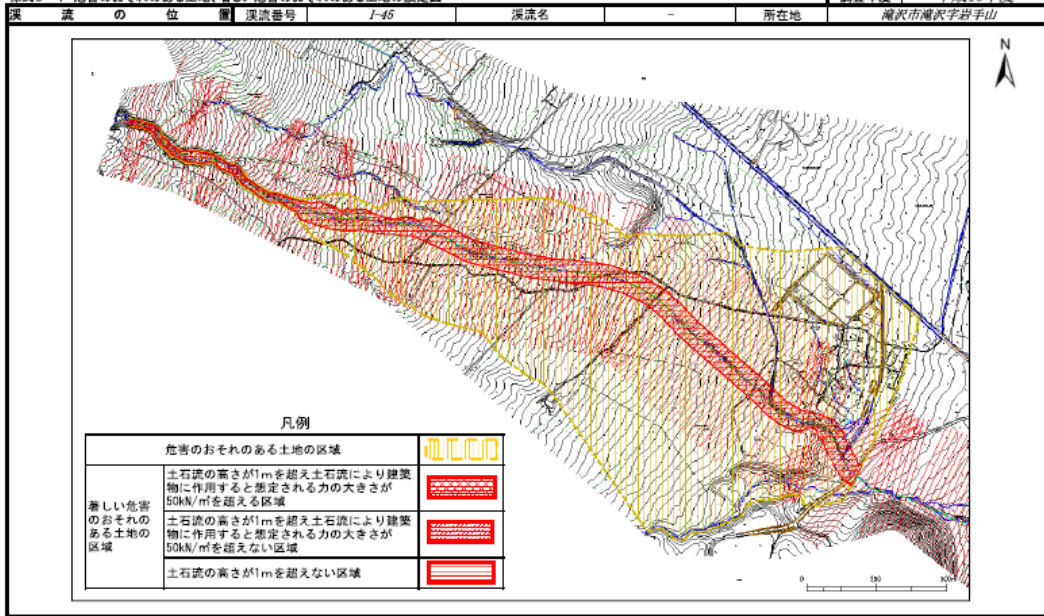 渓流の位置 渓流番号 I-45 渓流名 - 所在地 滝沢市滝沢字岩手山
N
凡例
危害のおそれのある土地の区域
著しい危害のおそれのある土地の区域
土石流の高さが1mを超え土石流により建築
物に作用すると想定される力の大きさが
50kN/㎡を超える区域
土石流の高さが1mを超え土石流により建築
物に作用すると想定される力の大きさが
50kN/㎡を超えない区域
土石流の高さが1mを超えない区域
0